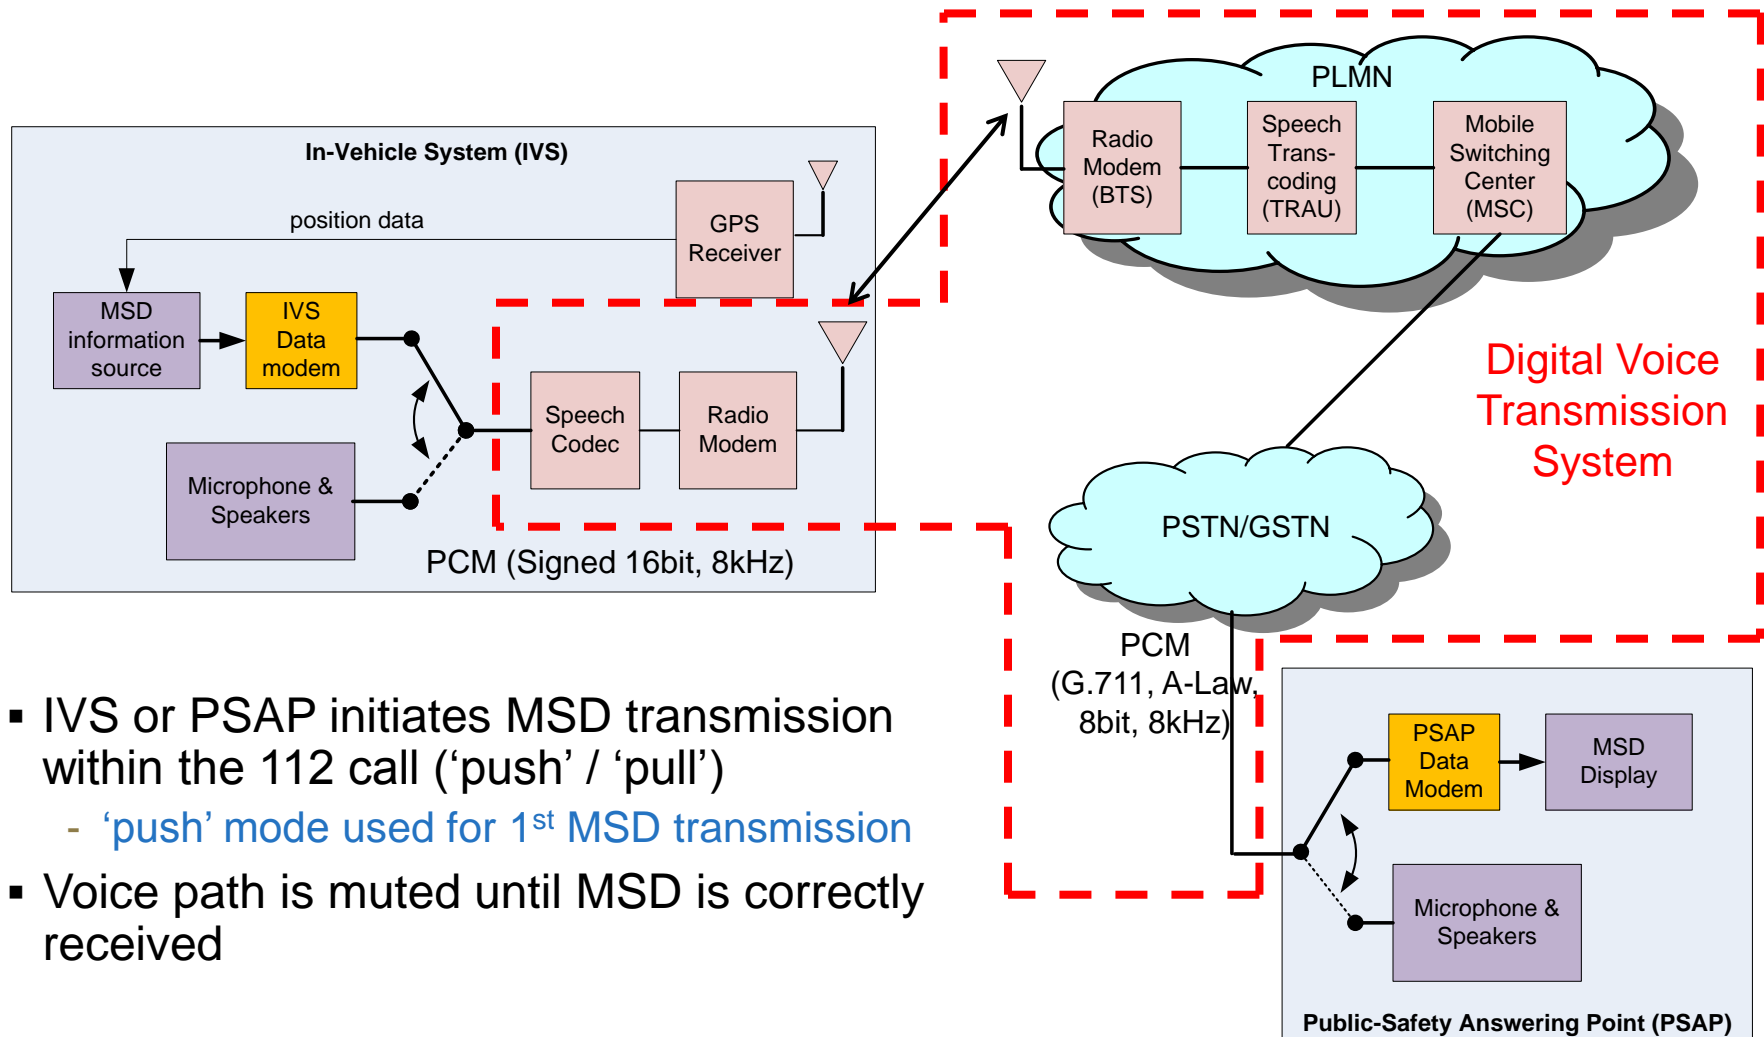 In-Vehicle System (IVS)
position data
GPS
Receiver
MSD
information
source
IVS
Data
modem
Speech
Codec
Radio
Modem
Microphone &
Speakers
PCM (Signed 16bit, 8kHz)
PLMN
Radio
Modem
(BTS)
Speech
Trans-
coding
(TRAU)
Mobile
Switching
Center
(MSC)
Digital Voice
Transmission
System
PSTN/GSTN
PCM
(G.711, A-Law,
8bit, 8kHz)
▪ IVS or PSAP initiates MSD transmission
within the 112 call (‘push’ / ‘pull’)
- ‘push’ mode used for 1st MSD transmission
▪ Voice path is muted until MSD is correctly
received
PSAP
Data
Modem
MSD
Display
Microphone &
Speakers
Public-Safety Answering Point (PSAP)